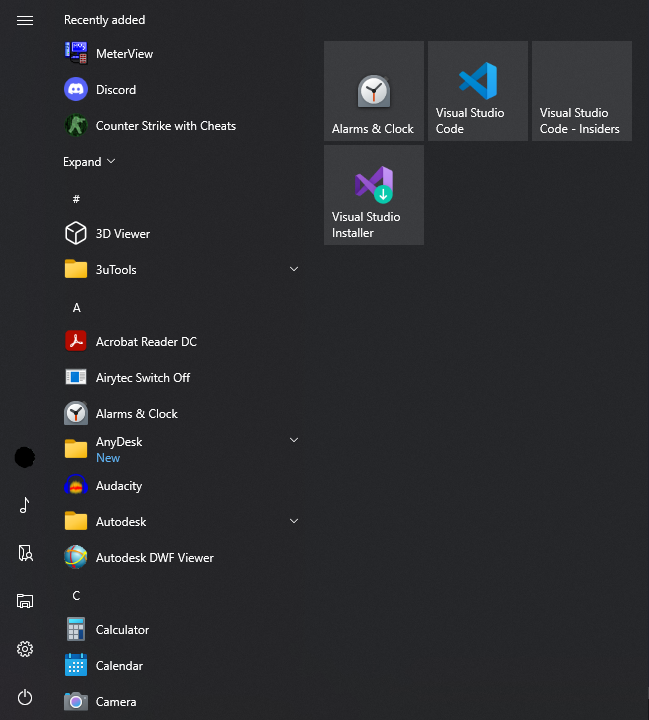 Recently added
MeterView
Discord
Counter Strike with Cheats
Expand
#
3D Viewer
3uTools
A
Acrobat Reader DC
Airytec Switch Off
Alarms & Clock
AnyDesk
New
Audacity
Autodesk
Autodesk DWF Viewer
C
Calculator
Calendar
Camera
Alarms & Clock
Visual Studio
Code
Visual Studio
Code - Insiders
Visual Studio
Installer